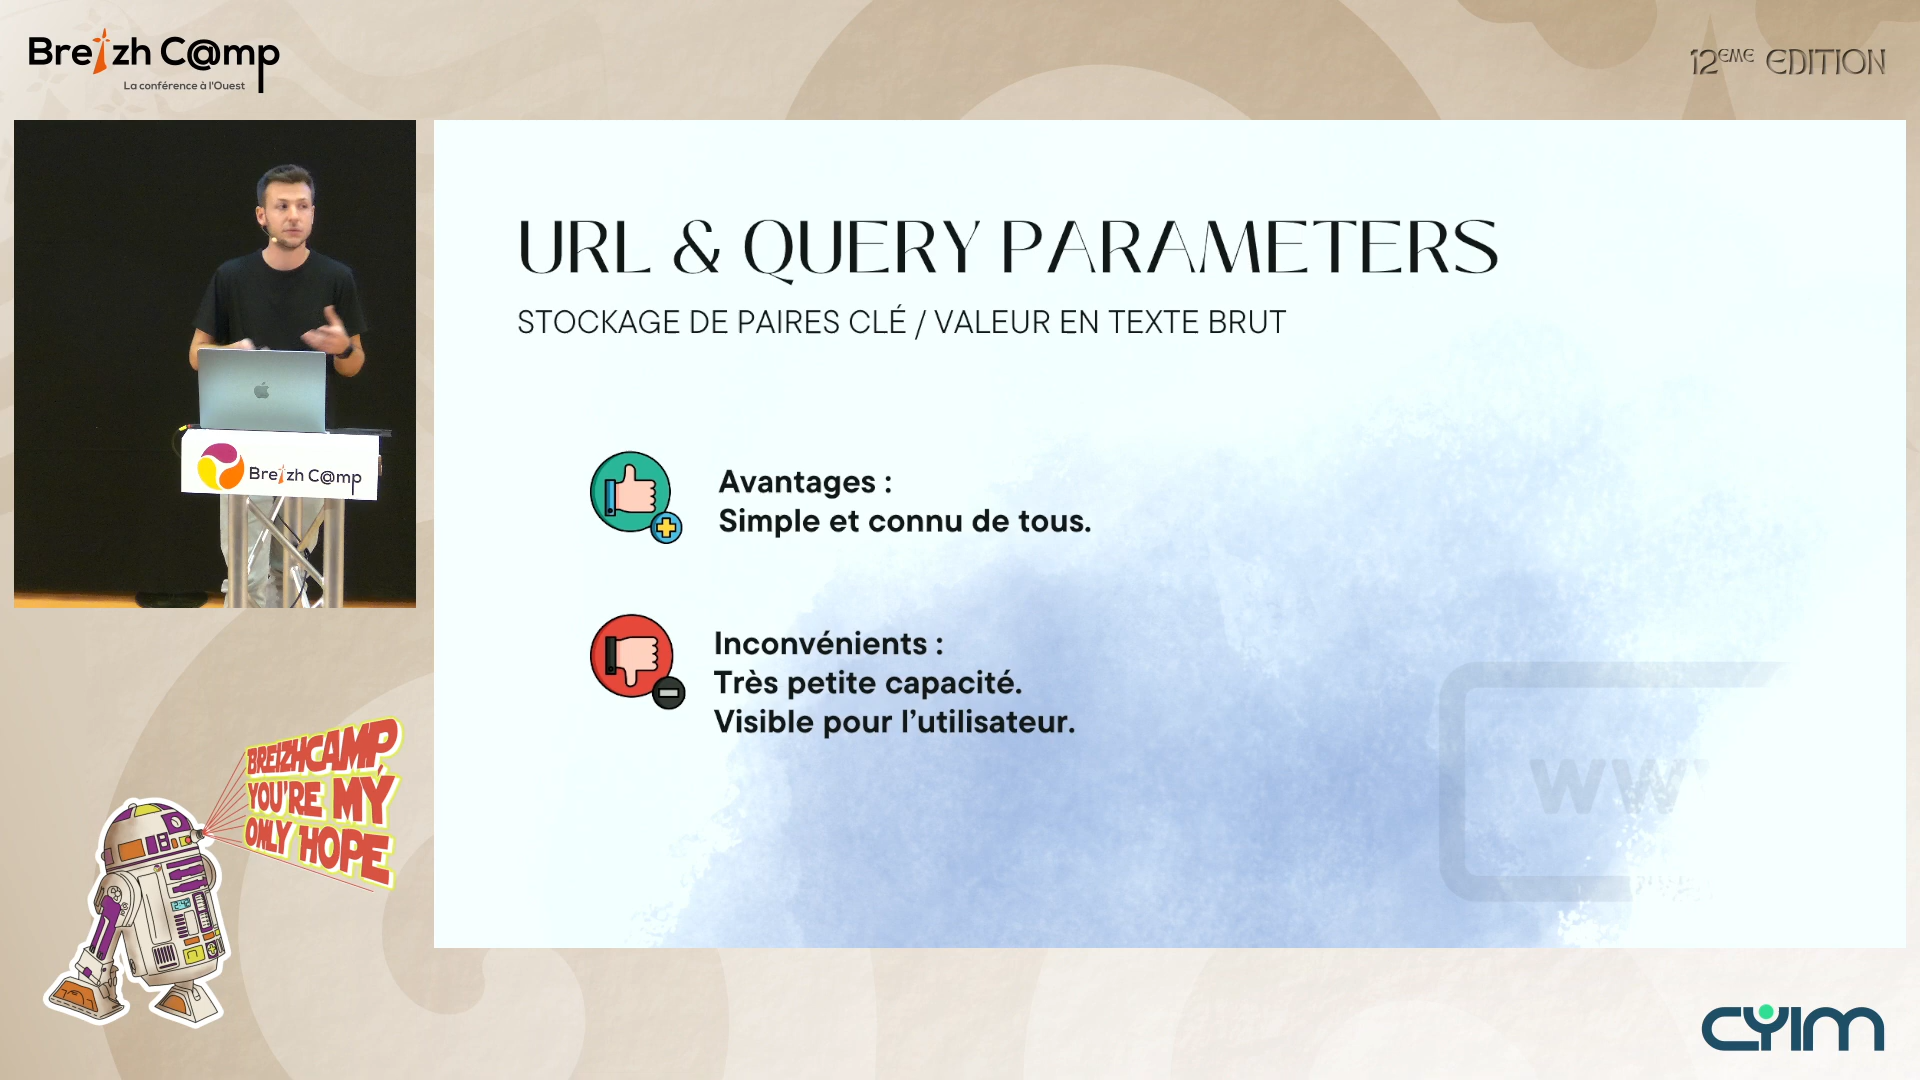 Breizh C@mp
La conférence à l'Ouest
12ÈME EDITION
URL & QUERY PARAMETERS
STOCKAGE DE PAIRES CLÉ / VALEUR EN TEXTE BRUT
Avantages :
Simple et connu de tous.
Inconvénients :
Très petite capacité.
Visible pour l'utilisateur.
WW
Breizh C@mp
BREIZHCAMP,
YOU'RE MY
ONLY HOPE
CYIM